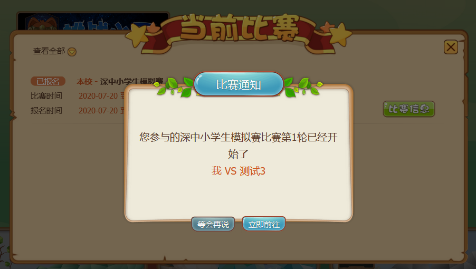 当前比赛
查看全部
已报名 本校·深中小学生模拟赛
比赛时间 2020-07-20
报名时间 2020-07-20
比赛信息
比赛通知
您参与的深中小学生模拟赛比赛第1轮已经开
始了
我 VS 测试3
等会再说 立即前往